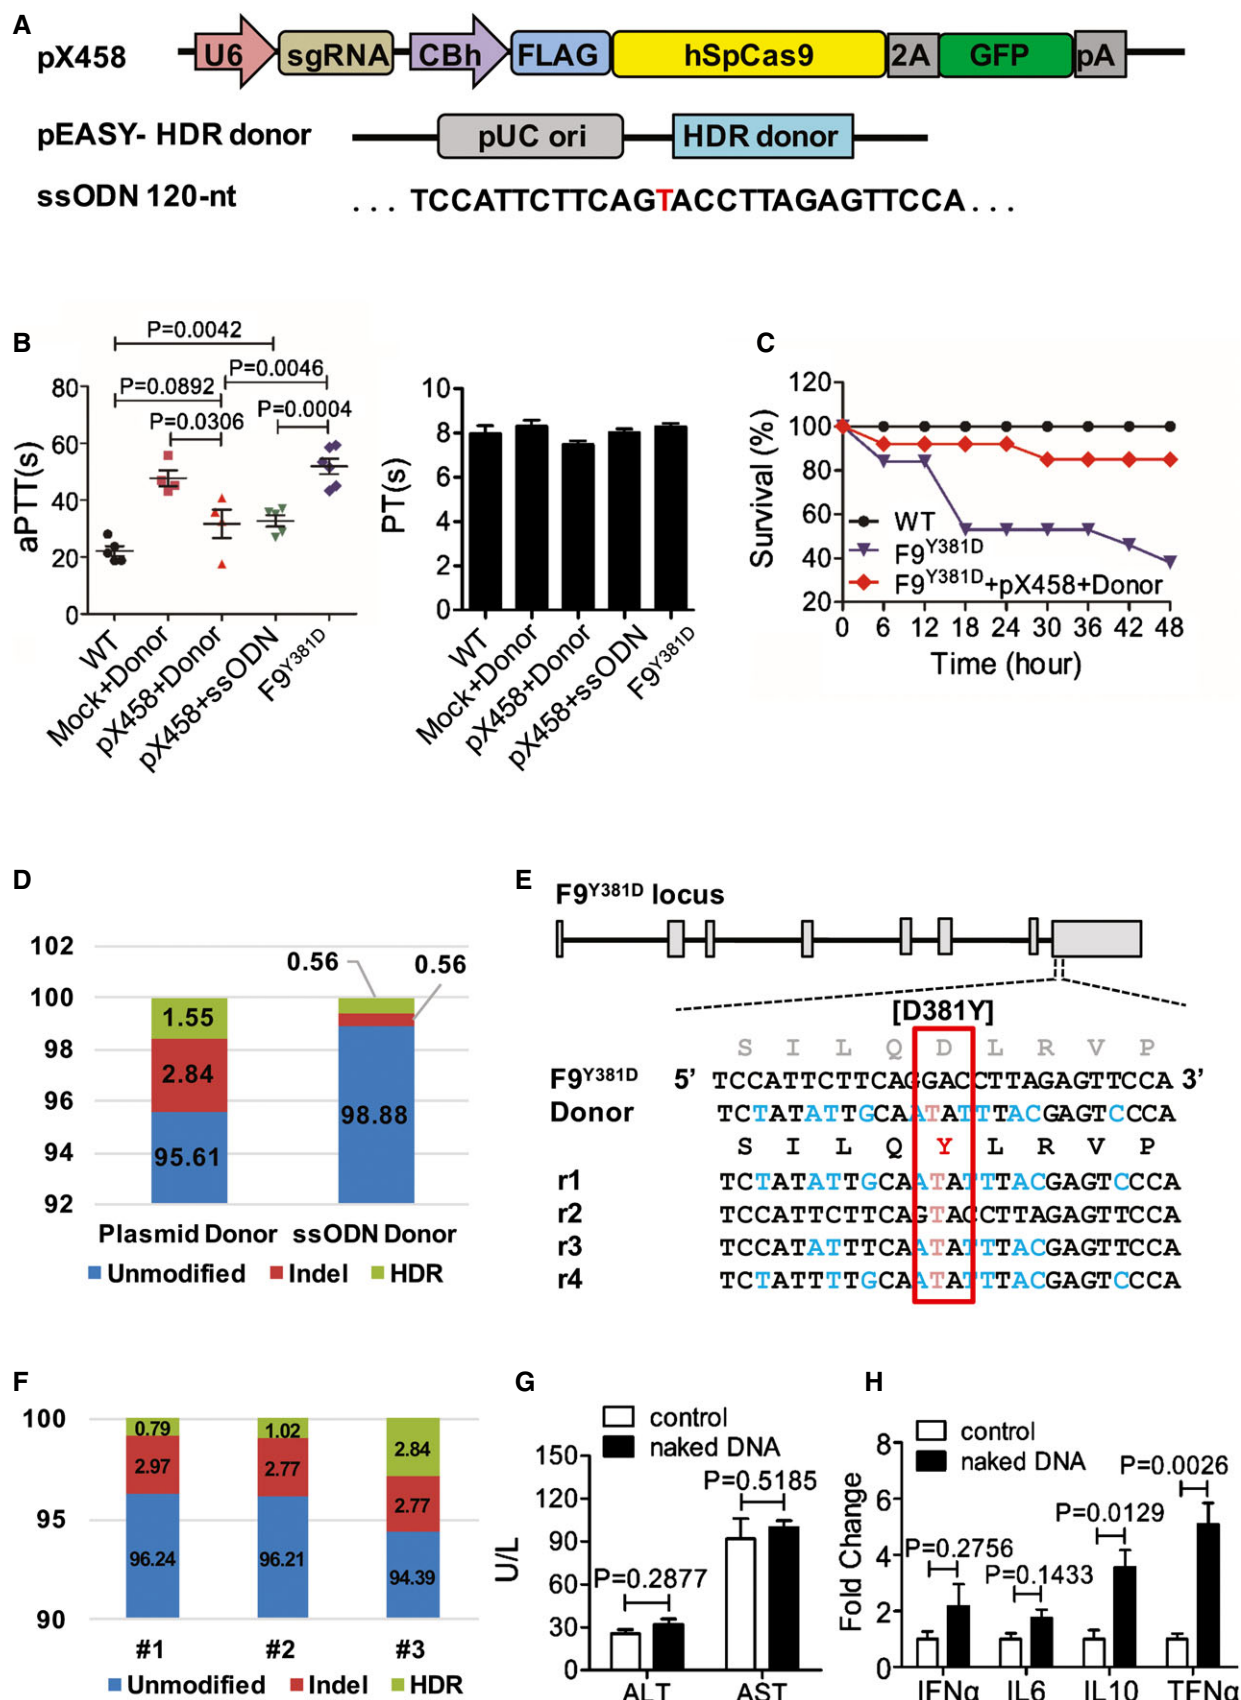 A
pX458
U6 sgRNA CBh FLAG hSpCas9 2A GFP pA
pEASY- HDR donor
pUC ori HDR donor
ssODN 120-nt
... TCCATTCTTCAGTACCTTAGAGTTCCA...
B
P=0.0042
P=0.0046
P=0.0892
P=0.0306
P=0.0004
aPTT(s)
80
60
40
20
0
WT
Mock+Donor
pX458+Donor
pX458+ssODN
F9Y381D
PT(s)
10
8
6
4
2
0
WT
Mock+Donor
pX458+Donor
pX458+ssODN
F9Y381D
C
Survival (%)
120
100
80
60
40
20
WT
F9Y381D
F9Y381D+pX458+Donor
0 6 12 18 24 30 36 42 48
Time (hour)
D
102
100
98
96
94
92
0.56
0.56
1.55
2.84
95.61
98.88
Plasmid Donor ssODN Donor
Unmodified Indel HDR
E
F9Y381D locus
[D381Y]
S I L Q D L R V P
F9Y381D 5’ TCCATTCTTCAGGACCTTAGAGTTCCA 3’
Donor TCTATATTGCAATATTTACGAGTCCCA
S I L Q Y L R V P
r1 TCTATATTGCAATATTTACGAGTCCCA
r2 TCCATTCTTCAGTACCTTAGAGTTCCA
r3 TCCATATTTCAATATTTACGAGTTCCA
r4 TCTATTTTGCAATATTTACGAGTCCCA
F
100
95
90
0.79
2.97
96.24
1.02
2.77
96.21
2.84
2.77
94.39
#1 #2 #3
Unmodified Indel HDR
G
control
naked DNA
U/L
150
120
90
60
30
0
P=0.5185
P=0.2877
ALT AST
H
control
naked DNA
Fold Change
8
6
4
2
0
P=0.0026
P=0.0129
P=0.2756
P=0.1433
IFNα IL6 IL10 TFNα